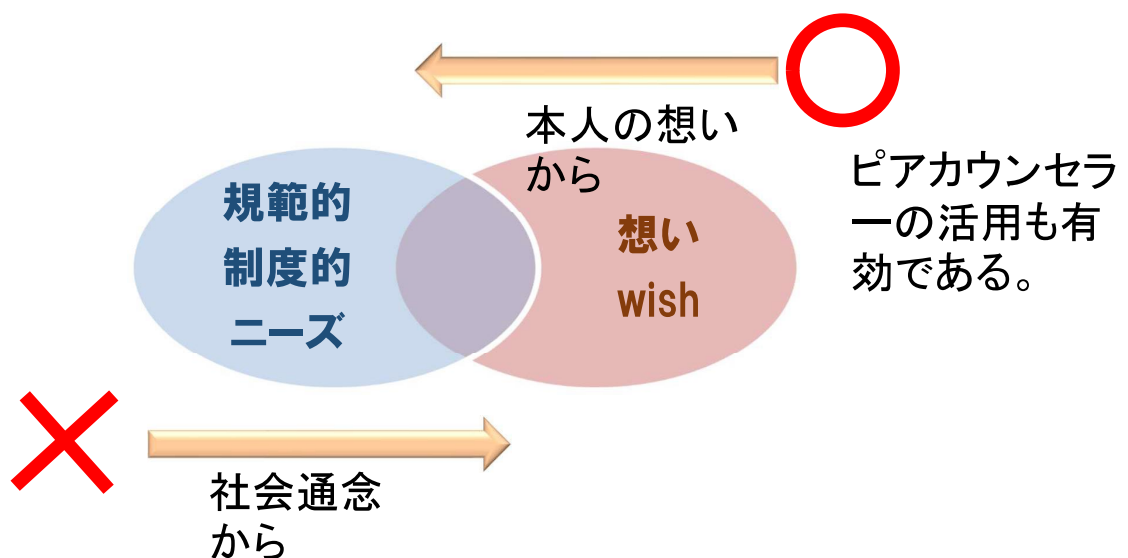 本人の想い
から
ピアカウンセラ
ーの活用も有
効である。
規範的
制度的
ニーズ
想い
wish
社会通念
から